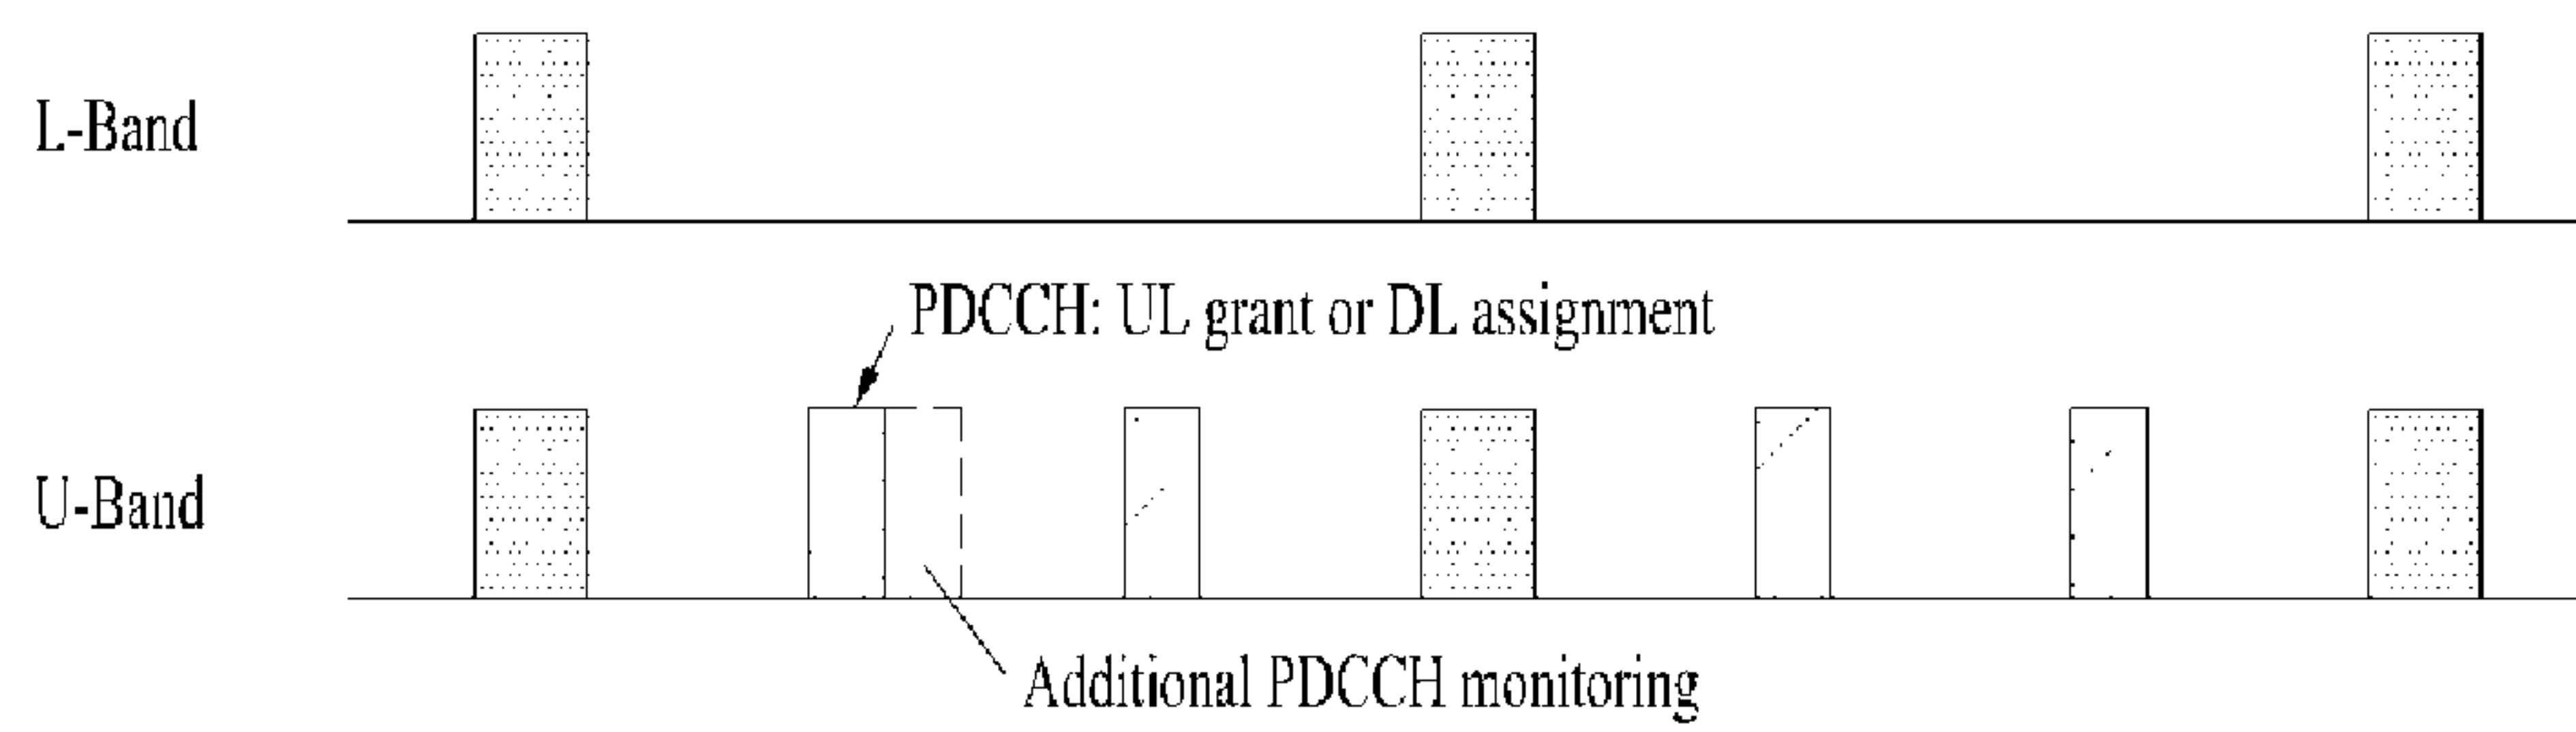 L-Band
PDCCH: UL grant or DL assignment
U-Band
Additional PDCCH monitoring